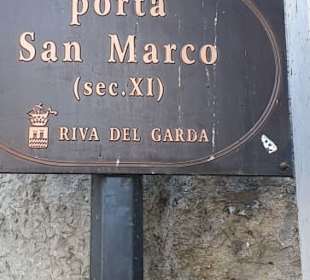 porta
San Marco
(sec.XI)
RIVA DEL GARDA